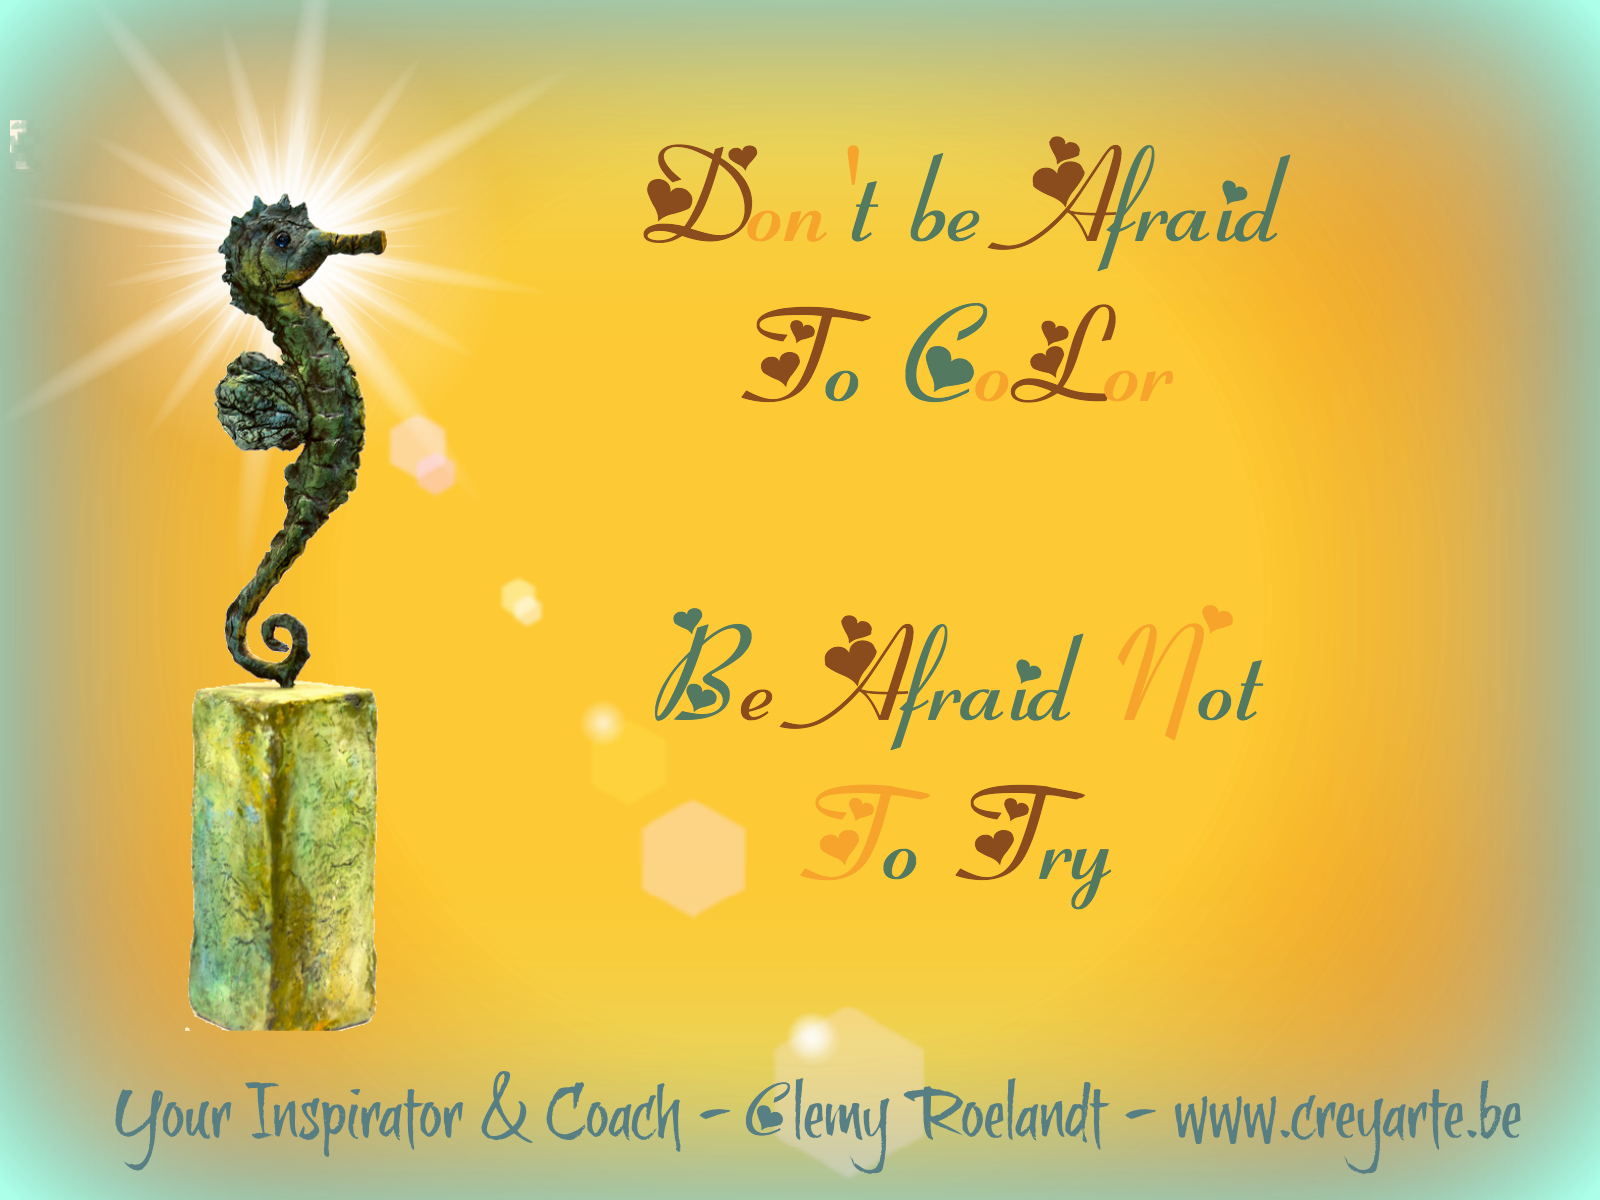 Don't be Afraid
To CoLor
Be Afraid Not
To Try
Your Inspirator & Coach - Clemy Roelandt - www.creyarte.be